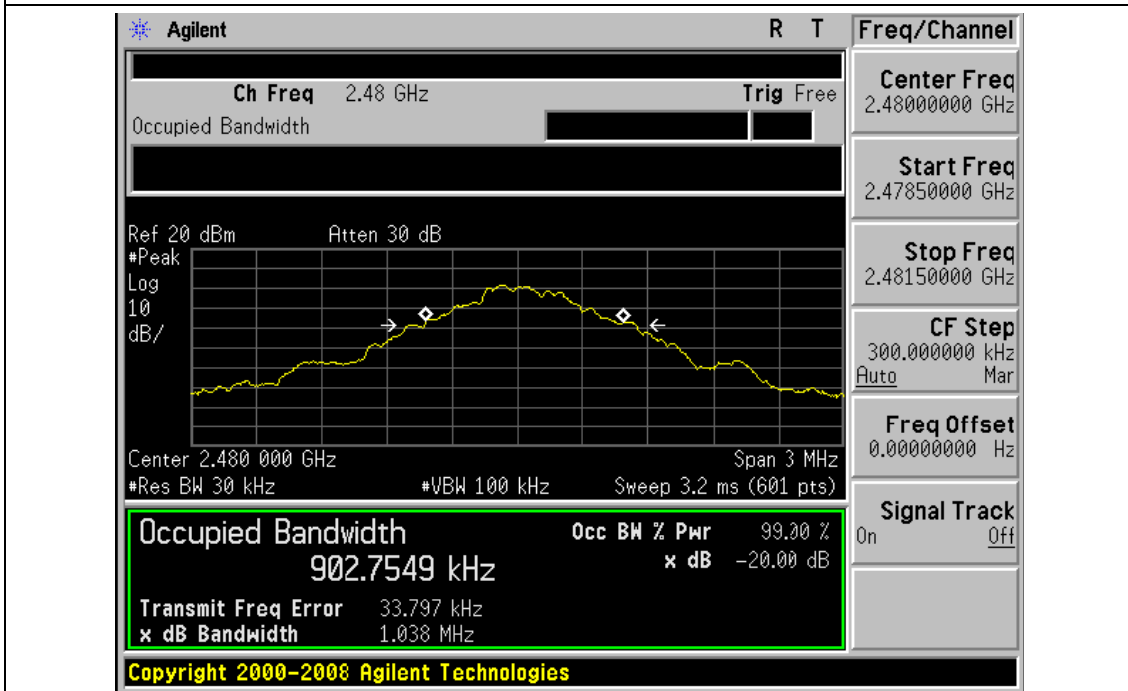 Agilent R T Freq/Channel
Ch Freq 2.48 GHz Trig Free
Occupied Bandwidth
Center Freq
2.48000000 GHz
Start Freq
2.47850000 GHz
Stop Freq
2.48150000 GHz
CF Step
300.000000 kHz
Auto Mar
Freq Offset
0.00000000 Hz
Signal Track
On Off
Ref 20 dBm Atten 30 dB
#Peak
Log
10
dB/
Center 2.480 000 GHz Span 3 MHz
#Res BW 30 kHz #VBW 100 kHz Sweep 3.2 ms (601 pts)
Occupied Bandwidth Occ BW % Pwr 99.00 %
902.7549 kHz x dB -20.00 dB
Transmit Freq Error 33.797 kHz
x dB Bandwidth 1.038 MHz
Copyright 2000-2008 Agilent Technologies